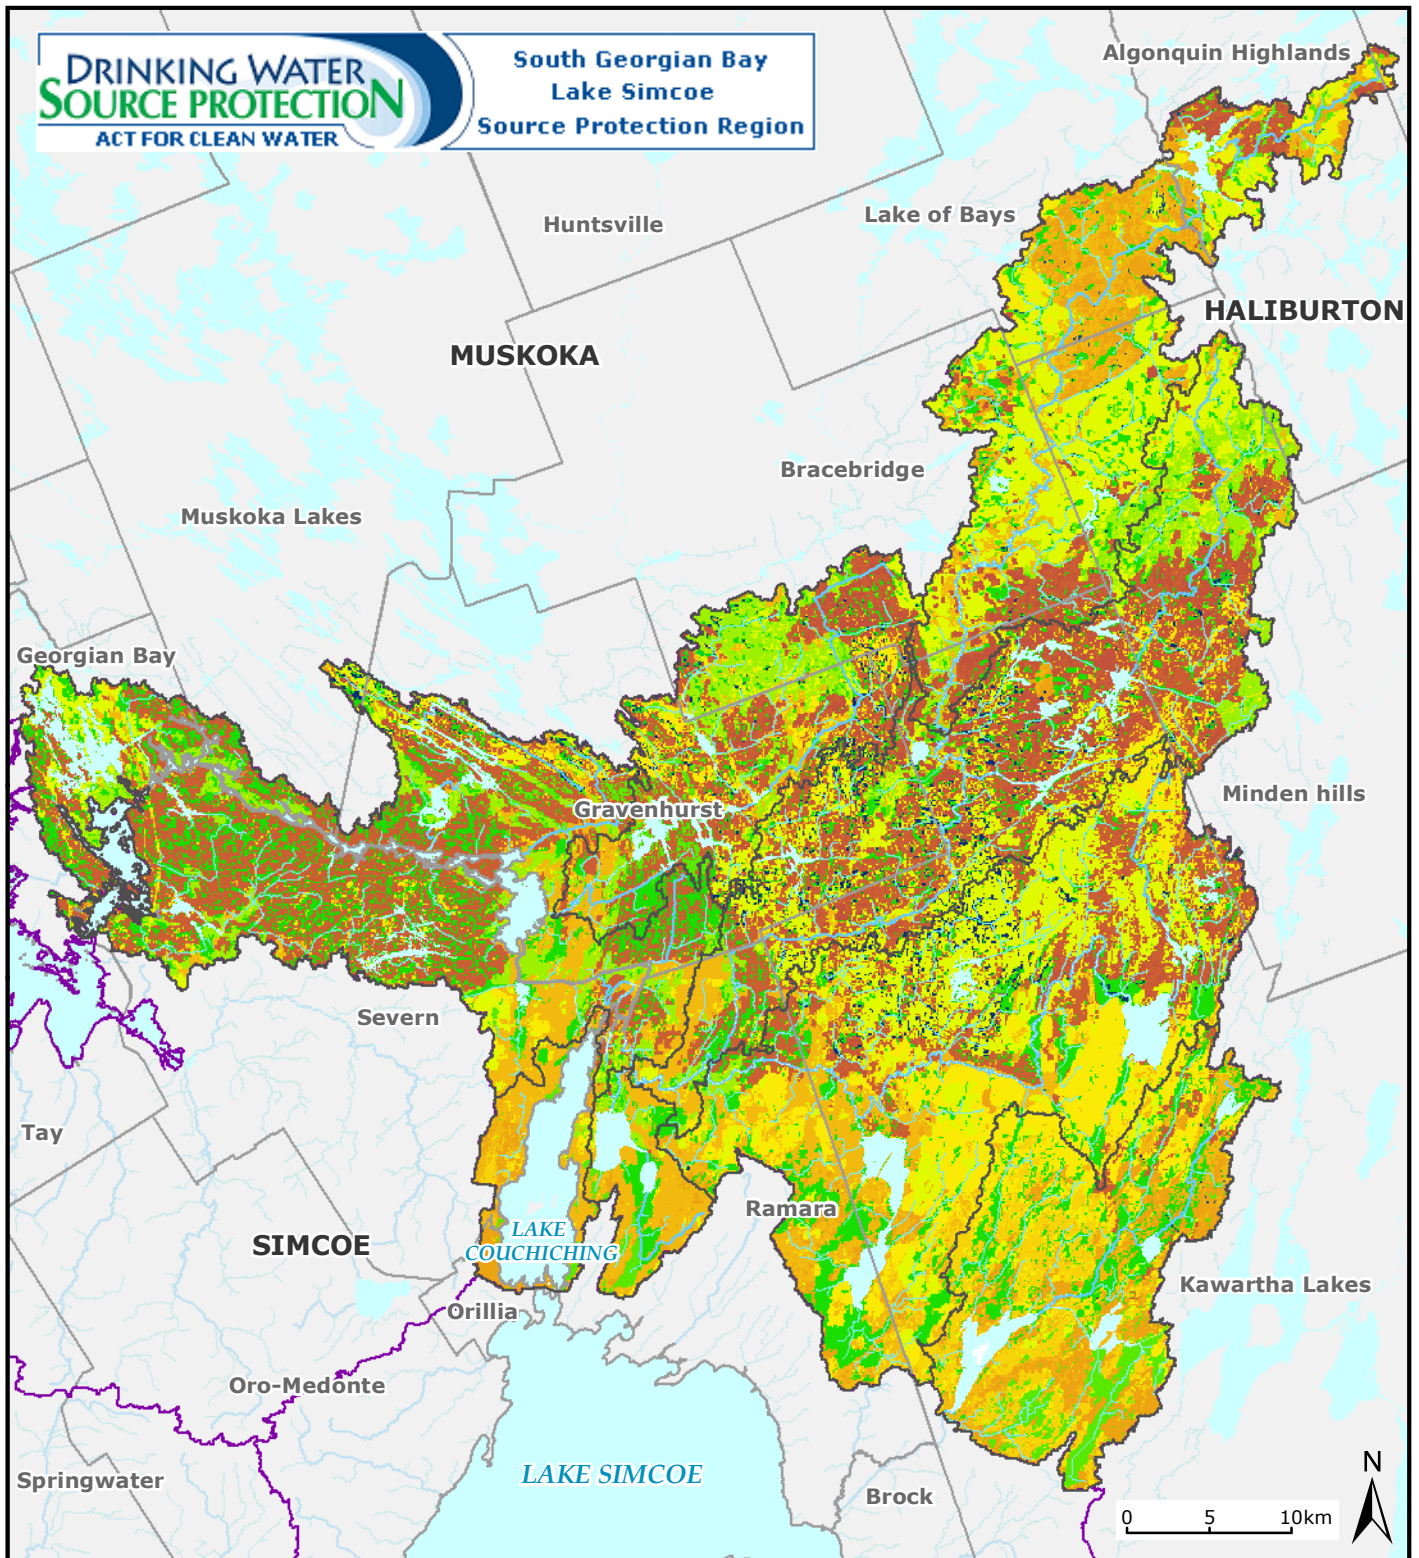 DRINKING WATER
SOURCE PROTECTION
ACT FOR CLEAN WATER
South Georgian Bay
Lake Simcoe
Source Protection Region
Algonquin Highlands
Huntsville
Lake of Bays
HALIBURTON
MUSKOKA
Bracebridge
Muskoka Lakes
Georgian Bay
Minden hills
Gravenhurst
Severn
Tay
Ramara
SIMCOE
LAKE
COUCHICHING
Kawartha Lakes
Orillia
Oro-Medonte
LAKE SIMCOE
Springwater
Brock
N
0 5 10km